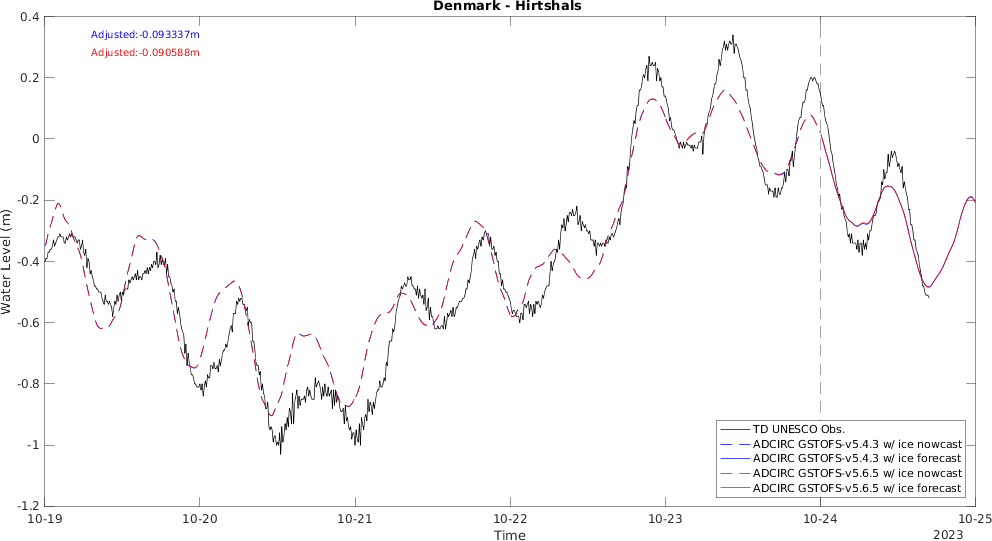 Denmark - Hirtshals
Adjusted:-0.093337m
Adjusted:-0.090588m
0.4
0.2
0
-0.2
-0.4
-0.6
-0.8
-1
-1.2
Water Level (m)
TD UNESCO Obs.
ADCIRC GSTOFS-v5.4.3 w/ ice nowcast
ADCIRC GSTOFS-v5.4.3 w/ ice forecast
ADCIRC GSTOFS-v5.6.5 w/ ice nowcast
ADCIRC GSTOFS-v5.6.5 w/ ice forecast
10-19 10-20 10-21 10-22 10-23 10-24 10-25
Time
2023